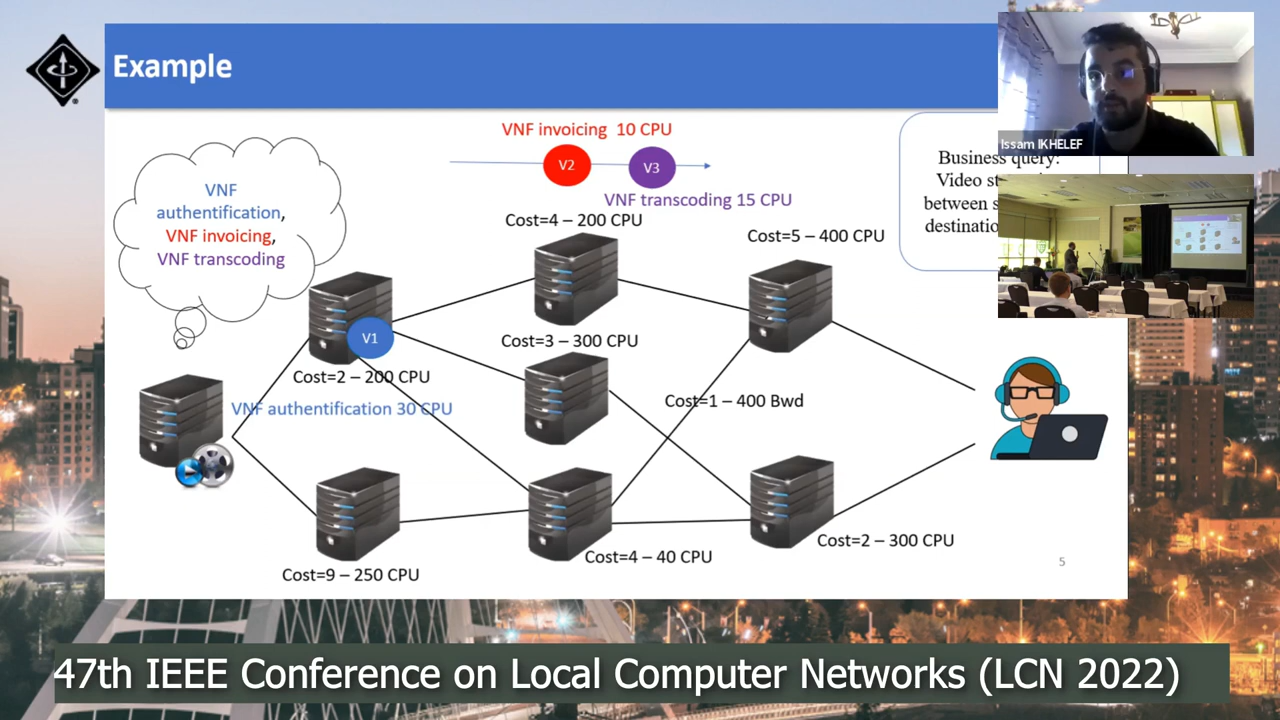 Example
VNF invoicing 10 CPU
V2
V3
VNF transcoding 15 CPU
VNF
authentification,
VNF invoicing,
VNF transcoding
Cost=4 – 200 CPU
Cost=5 – 400 CPU
Business query:
Video st
between s
destinatio
Issam IKHELEF
V1
Cost=3 – 300 CPU
Cost=2 – 200 CPU
VNF authentification 30 CPU
Cost=1 – 400 Bwd
Cost=2 – 300 CPU
Cost=4 – 40 CPU
Cost=9 – 250 CPU
5
47th IEEE Conference on Local Computer Networks (LCN 2022)